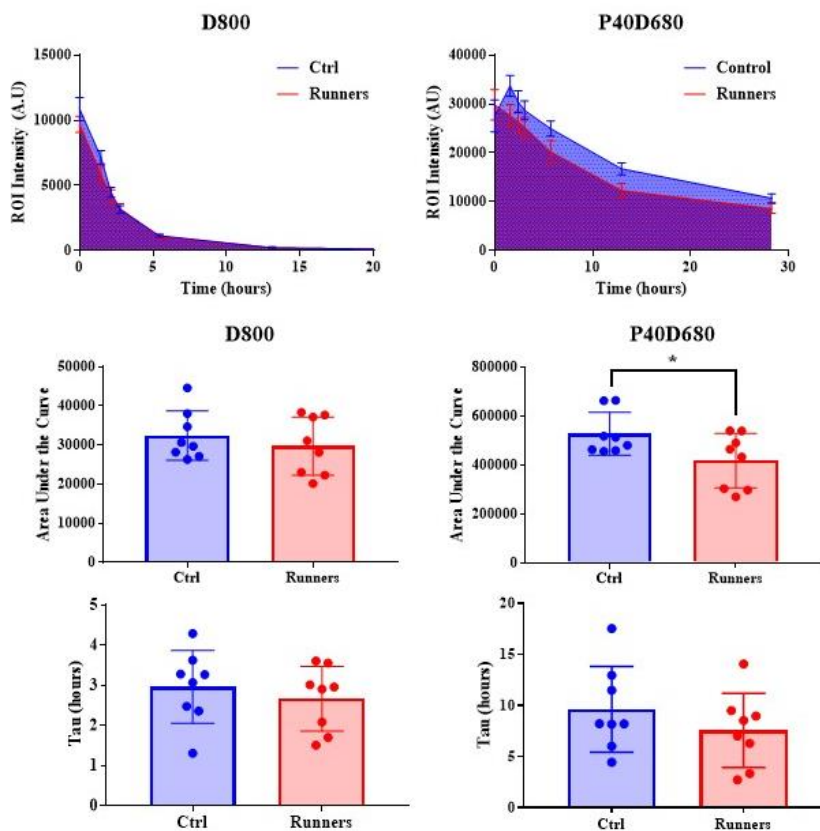 D800
ROI Intensity (A.U)
15000
10000
5000
0
Ctrl
Runners
0 5 10 15 20
Time (hours)
P40D680
ROI Intensity (AU)
40000
30000
20000
10000
0
Control
Runners
0 10 20 30
Time (hours)
D800
Area Under the Curve
50000
40000
30000
20000
10000
0
Ctrl Runners
P40D680
Area Under the Curve
800000
600000
400000
200000
0
*
Ctrl Runners
Tau (hours)
5
4
3
2
1
0
Ctrl Runners
Tau (hours)
20
15
10
5
0
Ctrl Runners